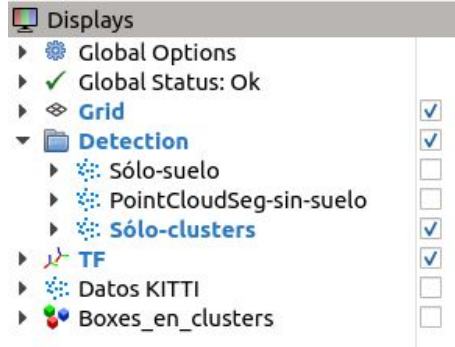 Displays
Global Options
Global Status: Ok
Grid
Detection
Sólo-suelo
PointCloudSeg-sin-suelo
Sólo-clusters
TF
Datos KITTI
Boxes_en_clusters